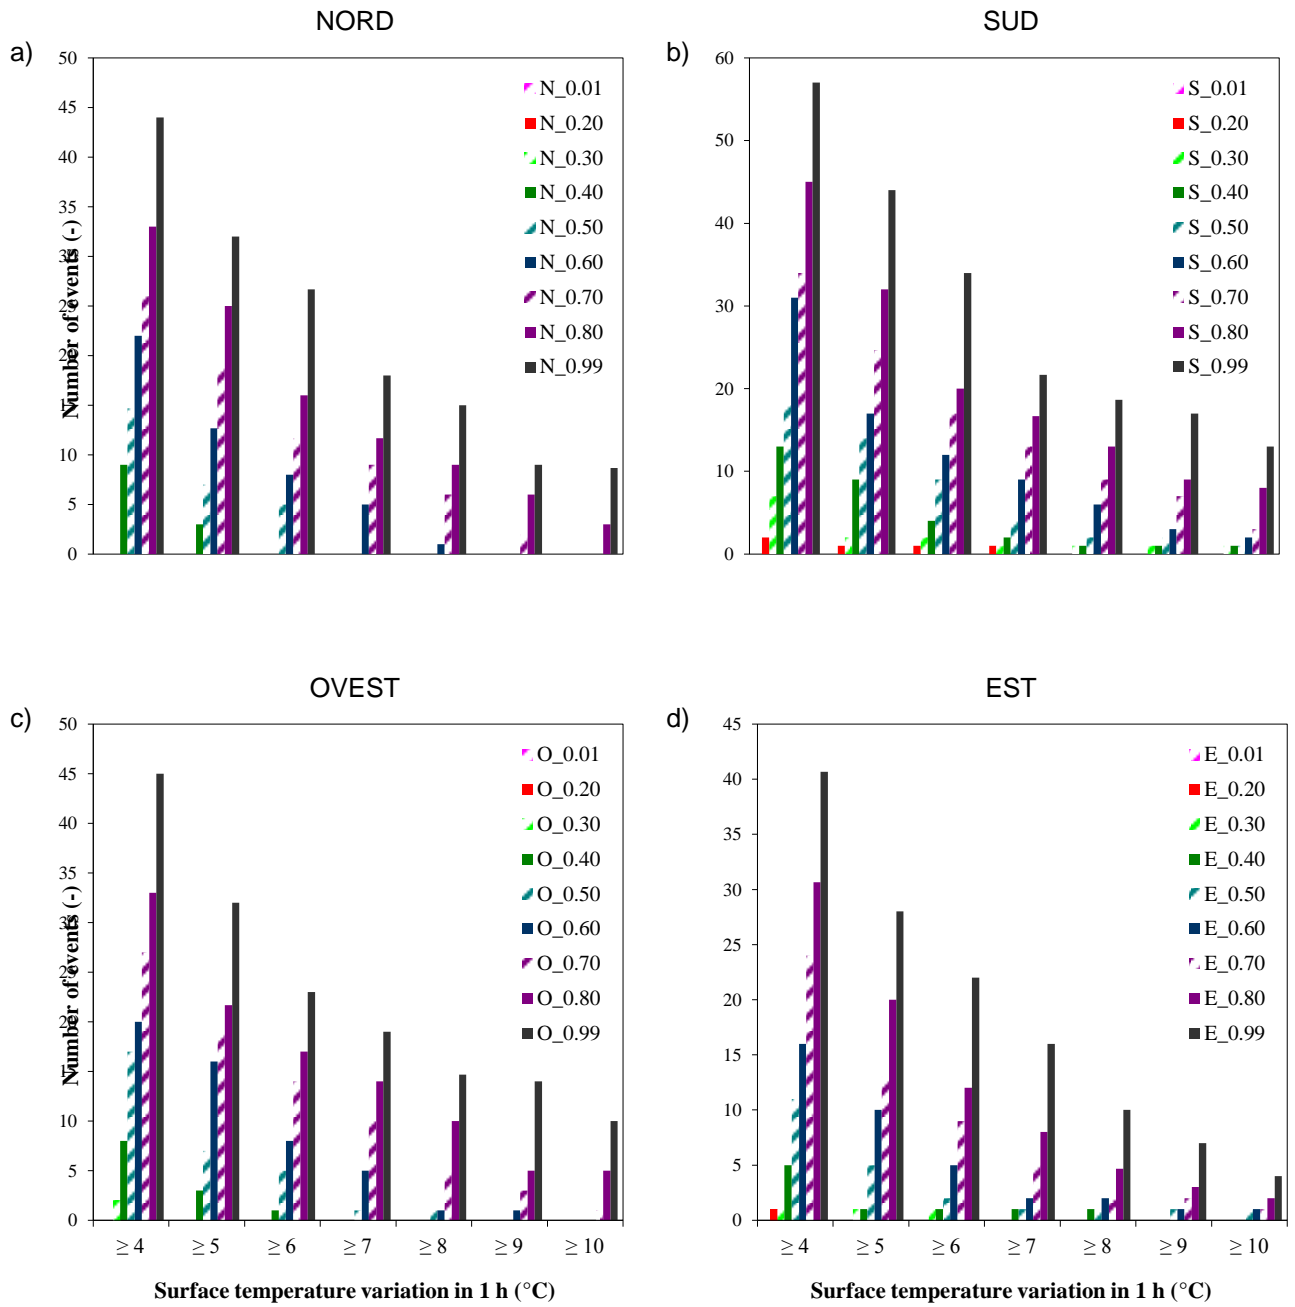 NORD
a)
50
45
40
35
30
25
20
15
10
5
0
Number of events (-)
N_0.01
N_0.20
N_0.30
N_0.40
N_0.50
N_0.60
N_0.70
N_0.80
N_0.99
SUD
b)
60
50
40
30
20
10
0
S_0.01
S_0.20
S_0.30
S_0.40
S_0.50
S_0.60
S_0.70
S_0.80
S_0.99
OVEST
c)
50
45
40
35
30
25
20
15
10
5
0
Number of events (-)
O_0.01
O_0.20
O_0.30
O_0.40
O_0.50
O_0.60
O_0.70
O_0.80
O_0.99
≥ 4 ≥ 5 ≥ 6 ≥ 7 ≥ 8 ≥ 9 ≥ 10
Surface temperature variation in 1 h (°C)
EST
d)
45
40
35
30
25
20
15
10
5
0
E_0.01
E_0.20
E_0.30
E_0.40
E_0.50
E_0.60
E_0.70
E_0.80
E_0.99
≥ 4 ≥ 5 ≥ 6 ≥ 7 ≥ 8 ≥ 9 ≥ 10
Surface temperature variation in 1 h (°C)